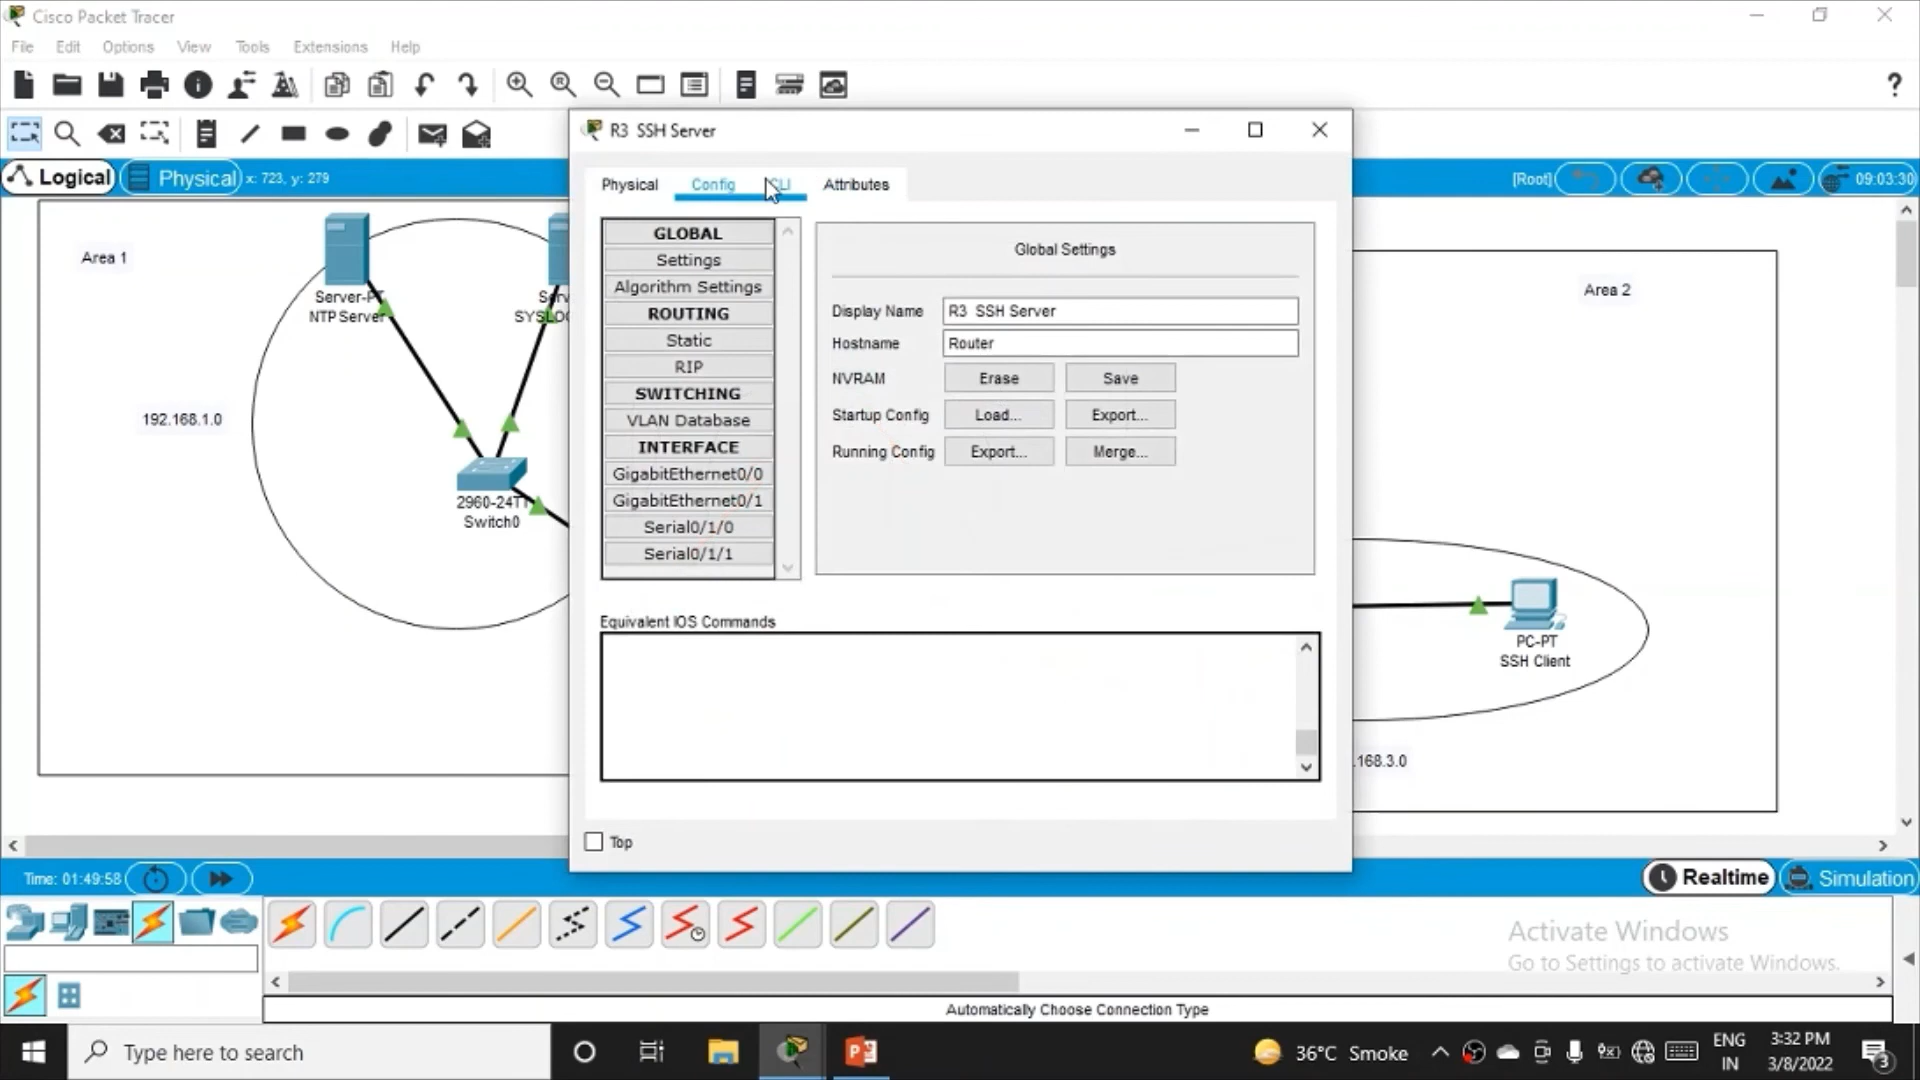 Cisco Packet Tracer
File Edit Options View Tools Extensions Help
?
Logical Physical x: 723, y: 279
[Root] 09:03:30
Area 1
Server-PT
NTP Server
192.168.1.0
2960-24TT
Switch0
R3 SSH Server
Physical Config CLI Attributes
GLOBAL
Settings
Algorithm Settings
ROUTING
Static
RIP
SWITCHING
VLAN Database
INTERFACE
GigabitEthernet0/0
GigabitEthernet0/1
Serial0/1/0
Serial0/1/1
Global Settings
Display Name R3 SSH Server
Hostname Router
NVRAM Erase Save
Startup Config Load... Export...
Running Config Export... Merge...
Equivalent IOS Commands
Top
Area 2
PC-PT
SSH Client
.168.3.0
Time: 01:49:58
Realtime Simulation
Activate Windows
Go to Settings to activate Windows.
Automatically Choose Connection Type
Type here to search
36°C Smoke
ENG
IN
3:32 PM
3/8/2022
3